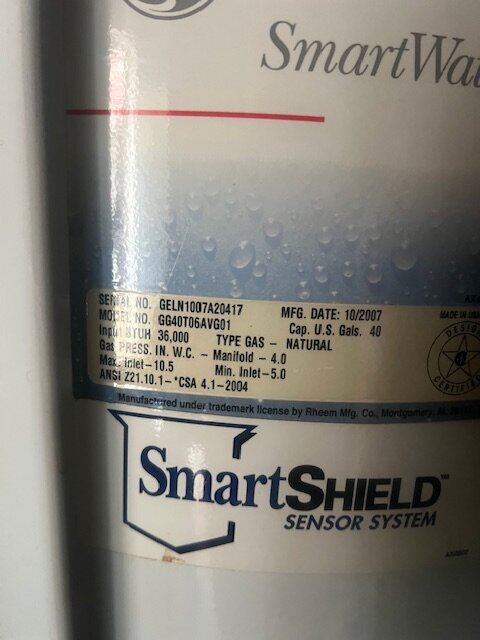 SmartWat
SERIAL NO. GELN1007A20417 MFG. DATE: 10/2007
MODEL NO. GG40T06AVG01 Cap. U.S. Gals. 40
Input BTUH 36,000 TYPE GAS - NATURAL
Gas PRESS. IN. W.C. - Manifold - 4.0
Max. Inlet - 10.5 Min. Inlet - 5.0
ANSI Z21.10.1 - *CSA 4.1-2004
MADE IN USA
DESIGN
CERTIFIED
Manufactured under trademark license by Rheem Mfg. Co., Montgomery, AL
SmartSHIELD™
SENSOR SYSTEM